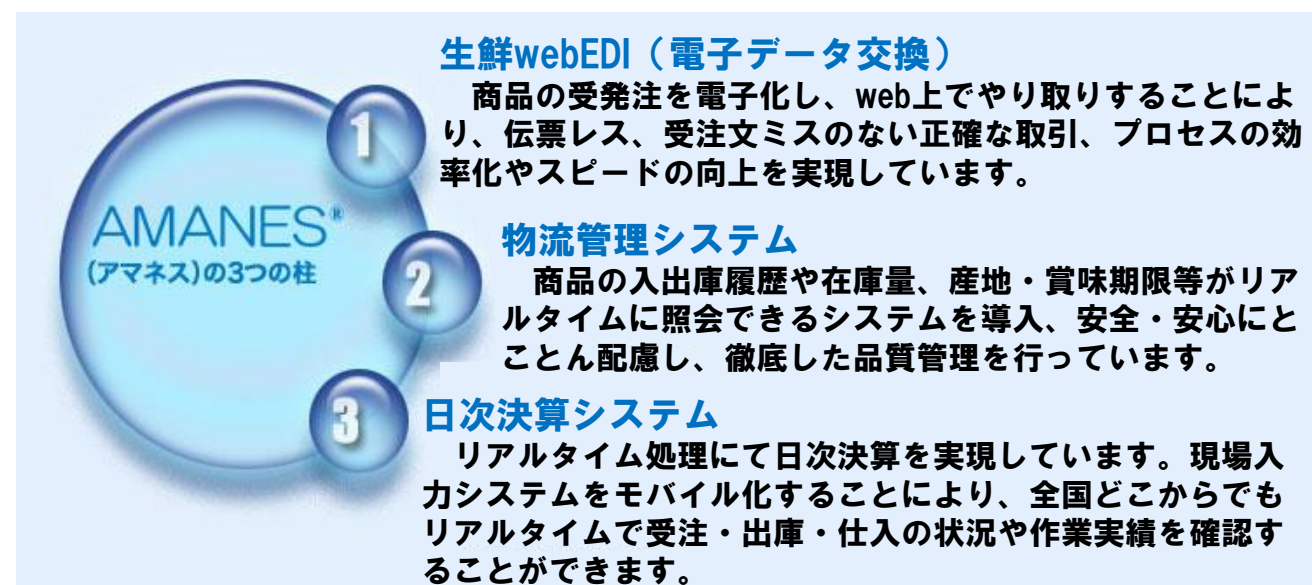 生鮮webEDI（電子データ交換）
　商品の受発注を電子化し、web上でやり取りすることによ
り、伝票レス、受注文ミスのない正確な取引、プロセスの効
率化やスピードの向上を実現しています。
1
AMANES®
(アマネス)の3つの柱
2
物流管理システム
　商品の入出庫履歴や在庫量、産地・賞味期限等がリア
ルタイムに照会できるシステムを導入、安全・安心にと
ことん配慮し、徹底した品質管理を行っています。
3
日次決算システム
　リアルタイム処理にて日次決算を実現しています。現場入
力システムをモバイル化することにより、全国どこからでも
リアルタイムで受注・出庫・仕入の状況や作業実績を確認す
ることができます。